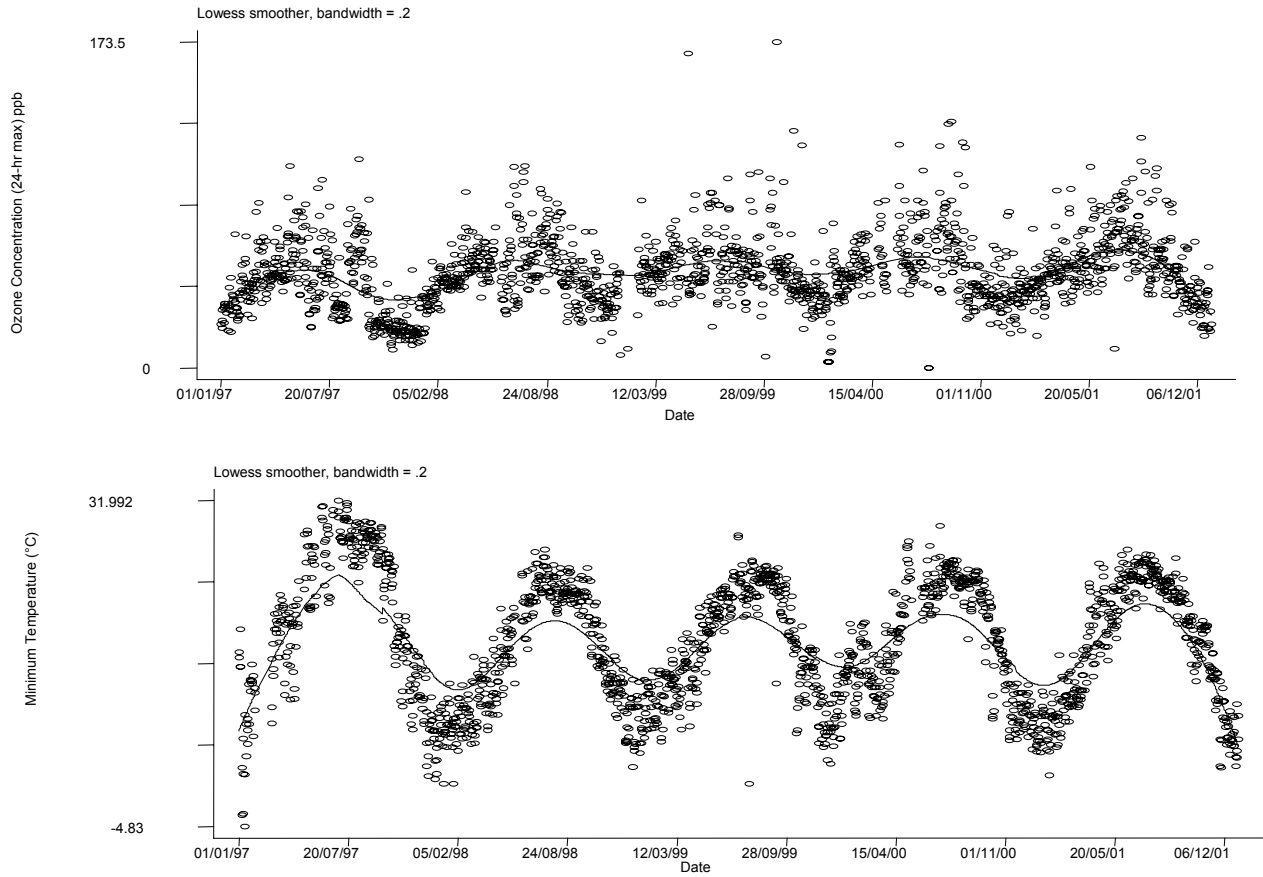 Lowess smoother, bandwidth = .2
173.5
Ozone Concentration (24-hr max) ppb
0
01/01/97 20/07/97 05/02/98 24/08/98 12/03/99 28/09/99 15/04/00 01/11/00 20/05/01 06/12/01
Date
Lowess smoother, bandwidth = .2
31.992
Minimum Temperature (°C)
-4.83
01/01/97 20/07/97 05/02/98 24/08/98 12/03/99 28/09/99 15/04/00 01/11/00 20/05/01 06/12/01
Date